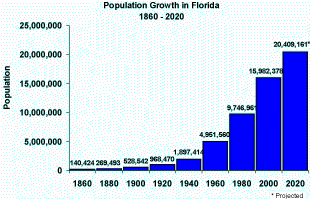 Population Growth in Florida
1860 - 2020
25,000,000
20,000,000
15,000,000
10,000,000
5,000,000
0
Population
140,424 269,493 528,542 968,470 1,897,414 4,951,560 9,746,961 15,982,378 20,409,161*
1860 1880 1900 1920 1940 1960 1980 2000 2020
* Projected